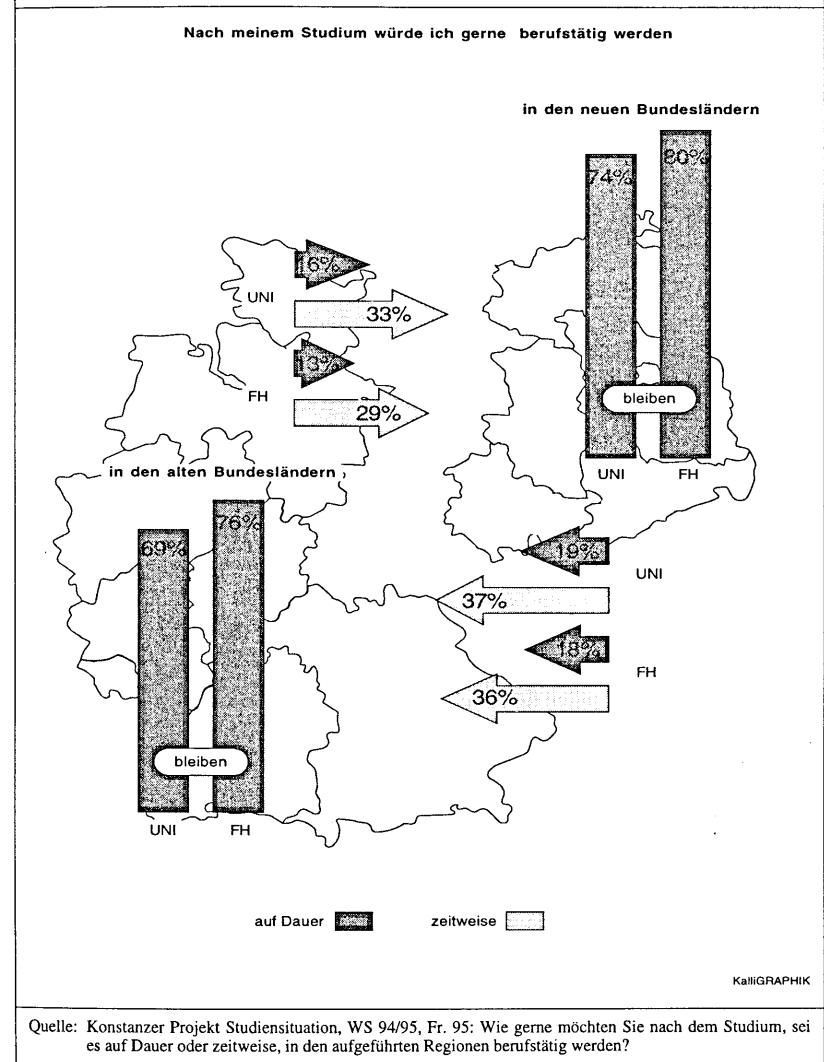 Nach meinem Studium würde ich gerne berufstätig werden
in den neuen Bundesländern
74%
80%
bleiben
UNI
FH
UNI
16%
33%
FH
13%
29%
in den alten Bundesländern
69%
76%
bleiben
UNI
FH
19%
UNI
37%
18%
FH
36%
auf Dauer
zeitweise
KalliGRAPHIK
Quelle: Konstanzer Projekt Studiensituation, WS 94/95, Fr. 95: Wie gerne möchten Sie nach dem Studium, sei
es auf Dauer oder zeitweise, in den aufgeführten Regionen berufstätig werden?